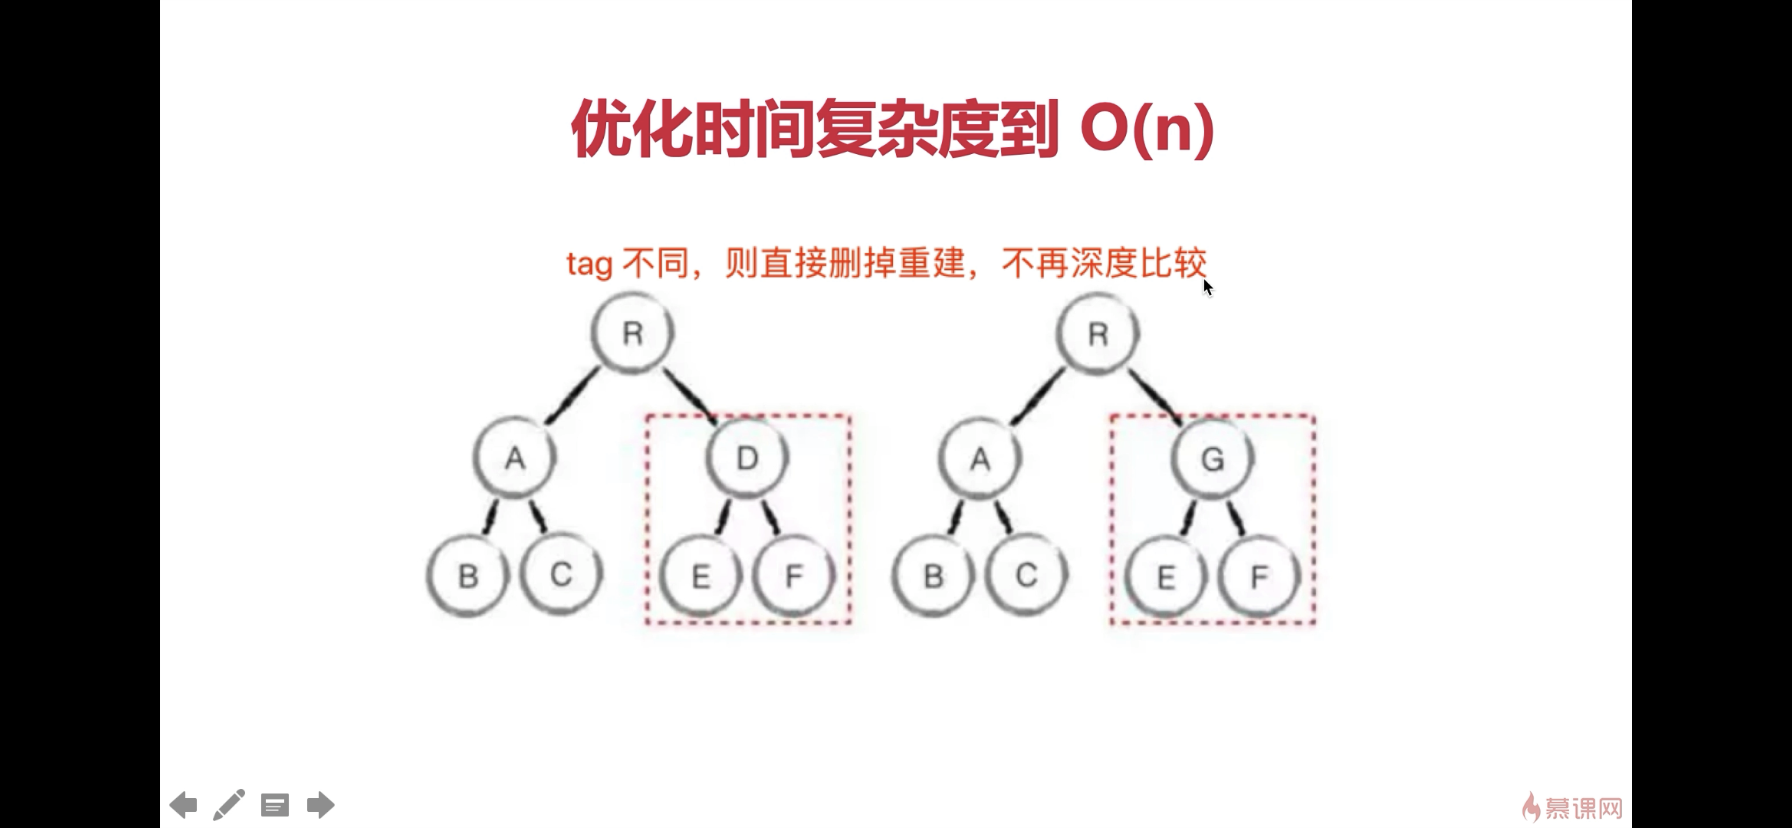 优化时间复杂度到 O(n)
tag 不同，则直接删掉重建，不再深度比较
R R
A D A G
B C E F B C E F
慕课网